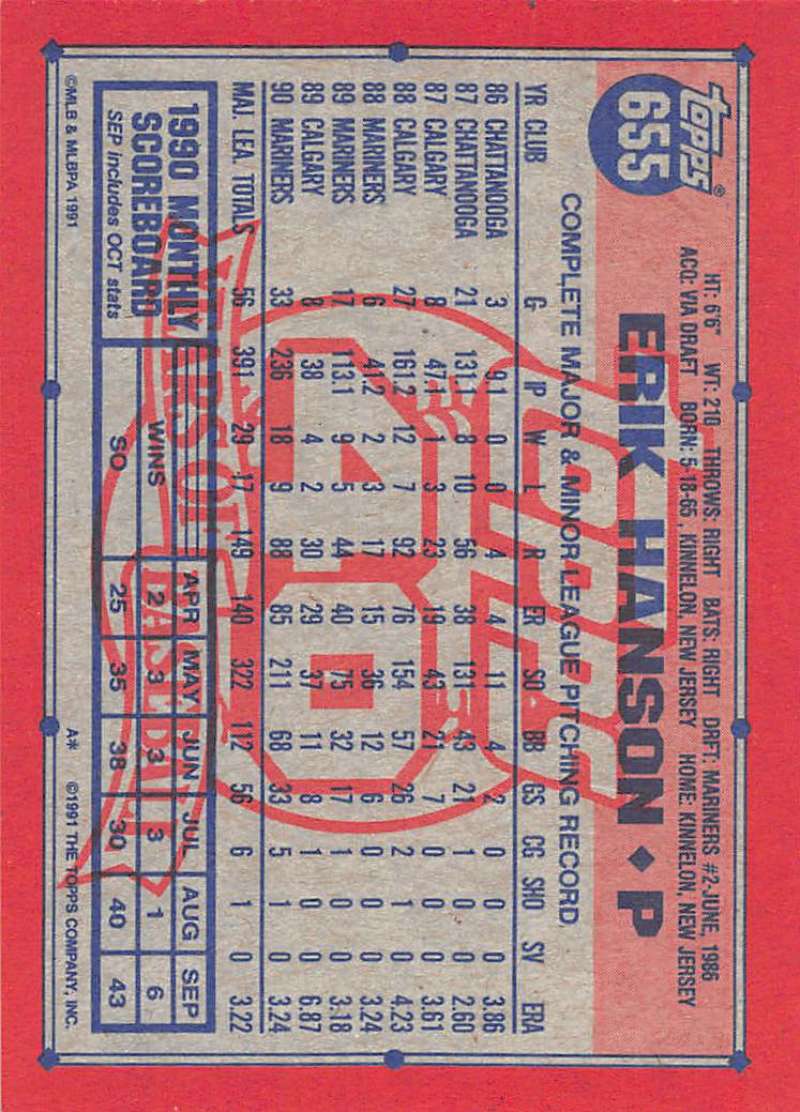 topps®
655
HT: 6'6" WT: 210 THROWS: RIGHT BATS: RIGHT DRFT: MARINERS #2-JUNE, 1986
ACQ: VIA DRAFT BORN: 5-18-65, KINNELON, NEW JERSEY HOME: KINNELON, NEW JERSEY
ERIK HANSON ♦ P
COMPLETE MAJOR & MINOR LEAGUE PITCHING RECORD
YR CLUB G IP W L R ER SO BB GS CG SHO SV ERA
86 CHATTANOOGA 3 9.1 0 0 4 4 11 4 2 0 0 0 3.86
87 CHATTANOOGA 21 131.1 8 10 56 38 131 43 21 1 0 0 2.60
87 CALGARY 8 47.1 1 3 23 19 43 21 7 0 0 0 3.61
88 CALGARY 27 161.2 12 7 92 76 154 57 26 2 1 0 4.23
88 MARINERS 6 41.2 2 3 17 15 36 12 6 0 0 0 3.24
89 MARINERS 17 113.1 9 5 44 40 75 32 17 1 0 0 3.18
89 CALGARY 8 38 4 2 30 29 37 11 8 1 0 0 6.87
90 MARINERS 33 236 18 9 88 85 211 68 33 5 1 0 3.24
MAJ. LEA. TOTALS 56 391 29 17 149 140 322 112 56 6 1 0 3.22
topps
40
YEARS OF BASEBALL
1990 MONTHLY
SCOREBOARD
SEP includes OCT stats
APR MAY JUN JUL AUG SEP
WINS 2 3 3 3 1 6
SO 25 35 38 30 40 43
©MLB & MLBPA 1991 A* ©1991 THE TOPPS COMPANY, INC.